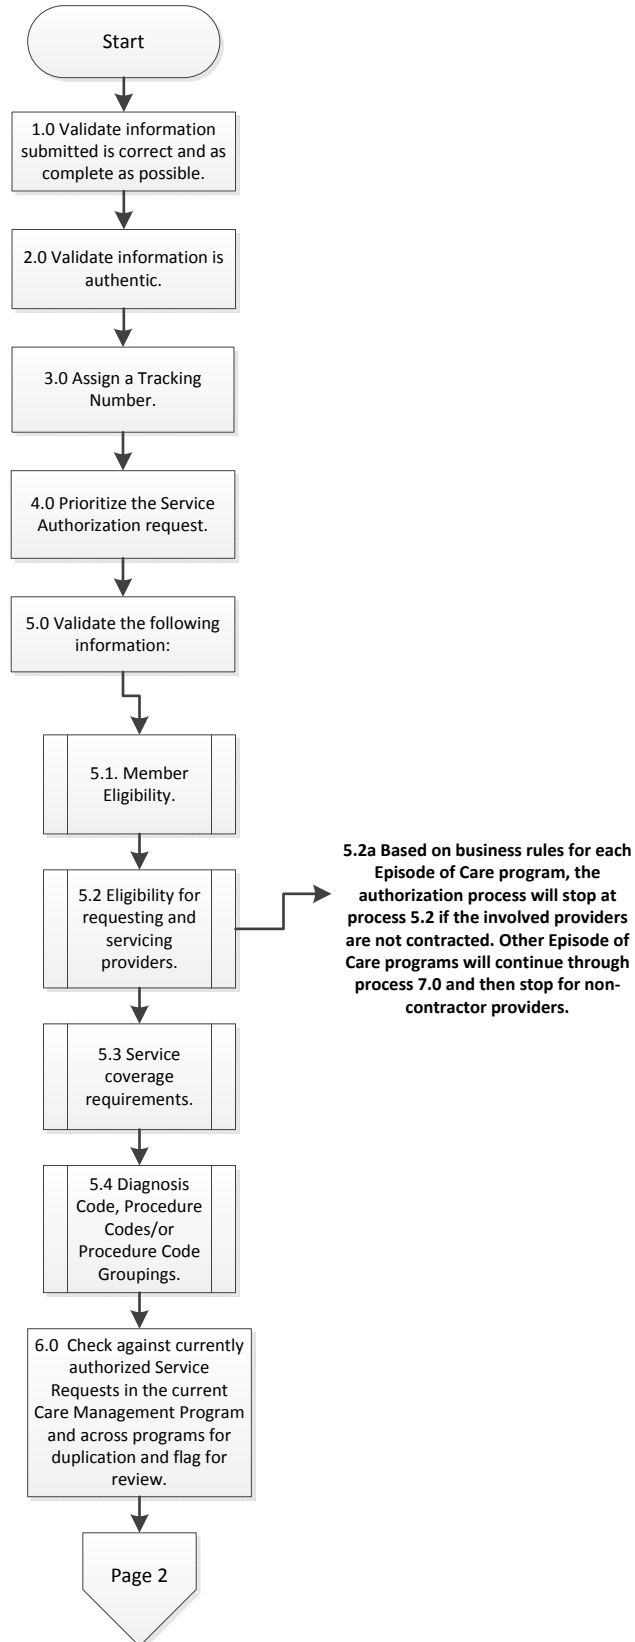 Start
1.0 Validate information
submitted is correct and as
complete as possible.
2.0 Validate information is
authentic.
3.0 Assign a Tracking
Number.
4.0 Prioritize the Service
Authorization request.
5.0 Validate the following
information:
5.1. Member
Eligibility.
5.2 Eligibility for
requesting and
servicing
providers.
5.2a Based on business rules for each
Episode of Care program, the
authorization process will stop at
process 5.2 if the involved providers
are not contracted. Other Episode of
Care programs will continue through
process 7.0 and then stop for non-
contractor providers.
5.3 Service
coverage
requirements.
5.4 Diagnosis
Code, Procedure
Codes/or
Procedure Code
Groupings.
6.0 Check against currently
authorized Service
Requests in the current
Care Management Program
and across programs for
duplication and flag for
review.
Page 2